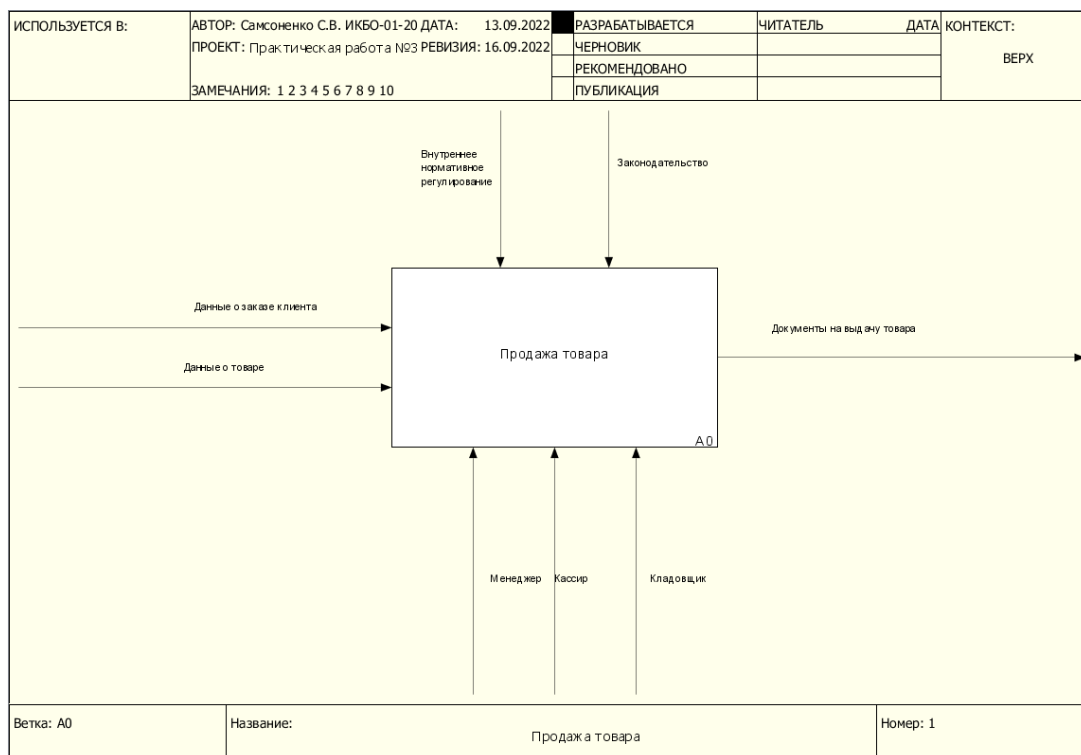 ИСПОЛЬЗУЕТСЯ В:
АВТОР: Самсоненко С.В. ИКБО-01-20 ДАТА: 13.09.2022
РАЗРАБАТЫВАЕТСЯ
ЧИТАТЕЛЬ
ДАТА
КОНТЕКСТ:
ПРОЕКТ: Практическая работа №3 РЕВИЗИЯ: 16.09.2022
ЧЕРНОВИК
ВЕРХ
РЕКОМЕНДОВАНО
ЗАМЕЧАНИЯ: 1 2 3 4 5 6 7 8 9 10
ПУБЛИКАЦИЯ
Внутреннее
нормативное
регулирование
Законодательство
Данные о заказе клиента
Данные о товаре
Продажа товара
A0
Документы на выдачу товара
Менеджер
Кассир
Кладовщик
Ветка: A0
Название:
Продажа товара
Номер: 1